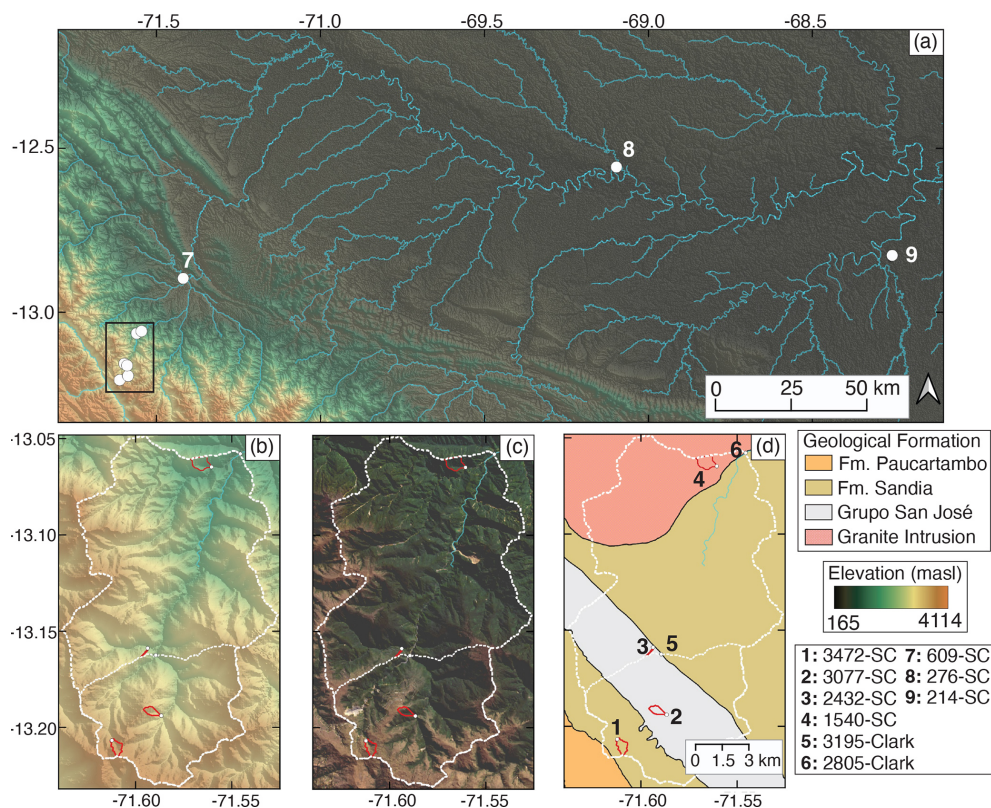 -71.5 -71.0 -69.5 -69.0 -68.5
(a)
-12.5
-13.0
7
8
9
0 25 50 km
-13.05
-13.10
-13.15
-13.20
(b)
(c)
(d)
6
4
3
5
2
1
0 1.5 3 km
-71.60 -71.55
-71.60 -71.55
-71.60 -71.55
Geological Formation
Fm. Paucartambo
Fm. Sandia
Grupo San José
Granite Intrusion
Elevation (masl)
165 4114
1: 3472-SC 7: 609-SC
2: 3077-SC 8: 276-SC
3: 2432-SC 9: 214-SC
4: 1540-SC
5: 3195-Clark
6: 2805-Clark